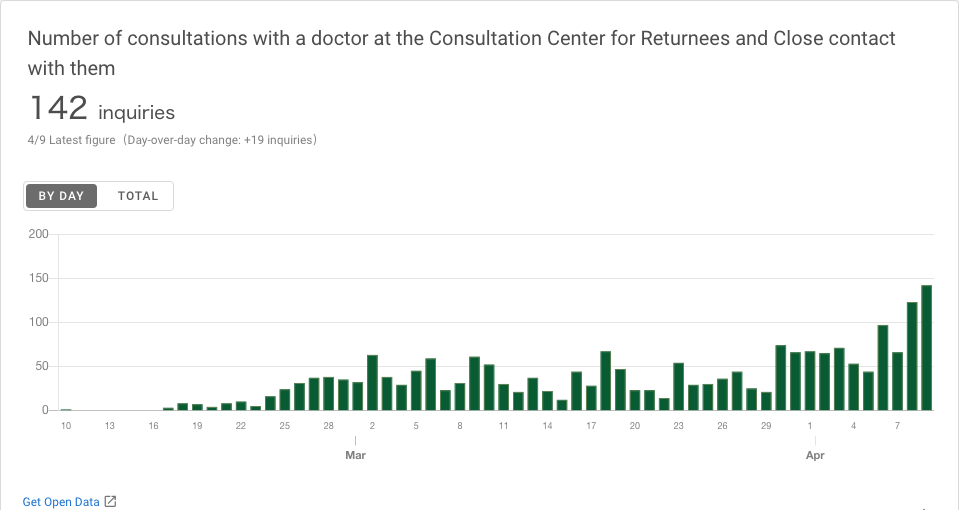 Number of consultations with a doctor at the Consultation Center for Returnees and Close contact
with them
142 inquiries
4/9 Latest figure (Day-over-day change: +19 inquiries)
BY DAY TOTAL
200
150
100
50
0
10 13 16 19 22 25 28 2 5 8 11 14 17 20 23 26 29 1 4 7
Mar Apr
Get Open Data